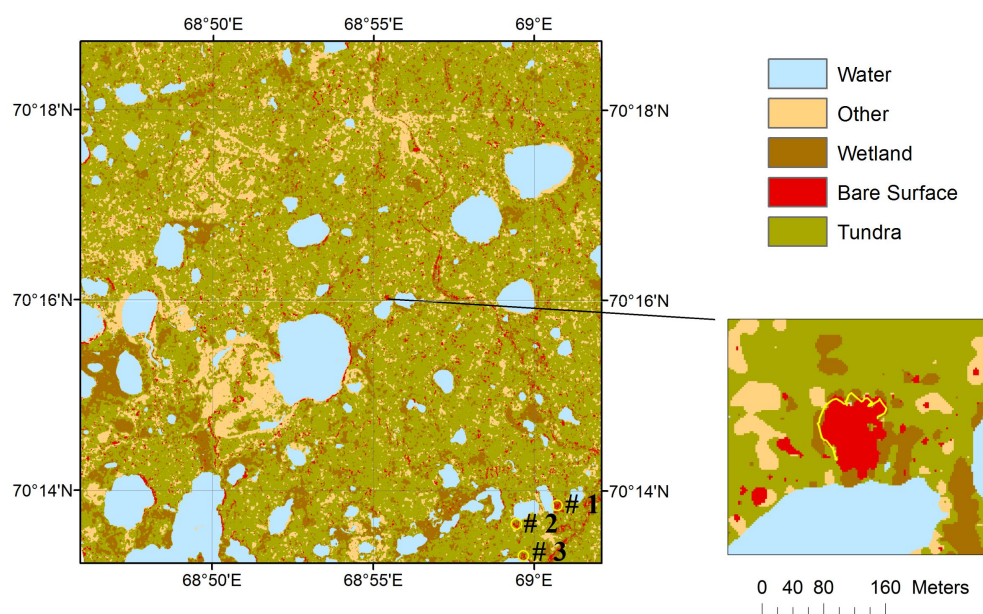 68°50'E 68°55'E 69°E
70°18'N 70°18'N
70°16'N 70°16'N
70°14'N 70°14'N
# 1
# 2
# 3
68°50'E 68°55'E 69°E
Water
Other
Wetland
Bare Surface
Tundra
0 40 80 160 Meters